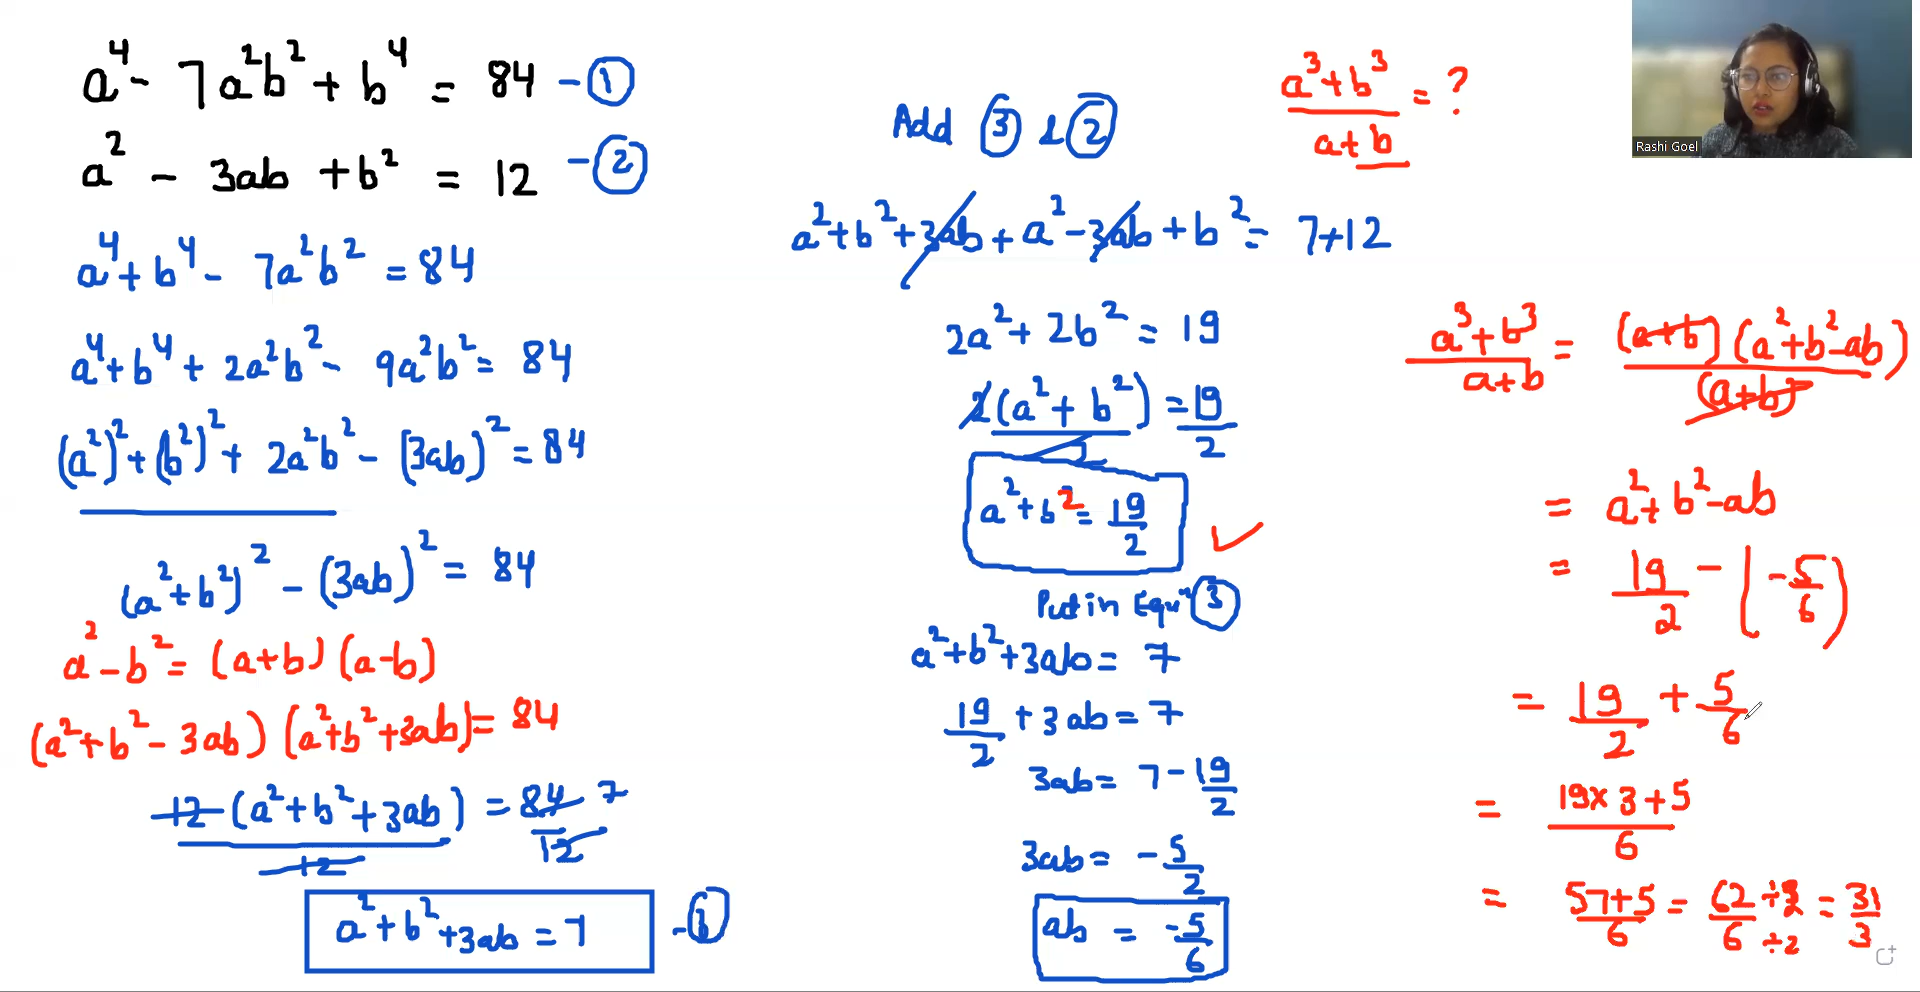 a⁴ - 7a²b² + b⁴ = 84 - ①
a² - 3ab + b² = 12 - ②
a⁴ + b⁴ - 7a²b² = 84
a⁴ + b⁴ + 2a²b² - 9a²b² = 84
(a²)² + (b²)² + 2a²b² - (3ab)² = 84
(a² + b²)² - (3ab)² = 84
a² - b² = (a+b) (a-b)
(a² + b² - 3ab) (a² + b² + 3ab) = 84
12 (a² + b² + 3ab) / 12 = 84 / 12 7
a² + b² + 3ab = 7 - ③
Add ③ & ②
a² + b² + 3ab + a² - 3ab + b² = 7+12
2a² + 2b² = 19
2(a² + b²) = 19/2
2
a² + b² = 19/2
Put in Equⁿ ③
a² + b² + 3ab = 7
19/2 + 3ab = 7
3ab = 7 - 19/2
3ab = -5/2
ab = -5/6
a³ + b³ / a + b = ?
Rashi Goel
a³ + b³ / a + b = (a+b) (a² + b² - ab) / (a+b)
= a² + b² - ab
= 19/2 - (-5/6)
= 19/2 + 5/6
= 19 × 3 + 5 / 6
= 57+5 / 6 = 62 ÷2 / 6 ÷2 = 31/3